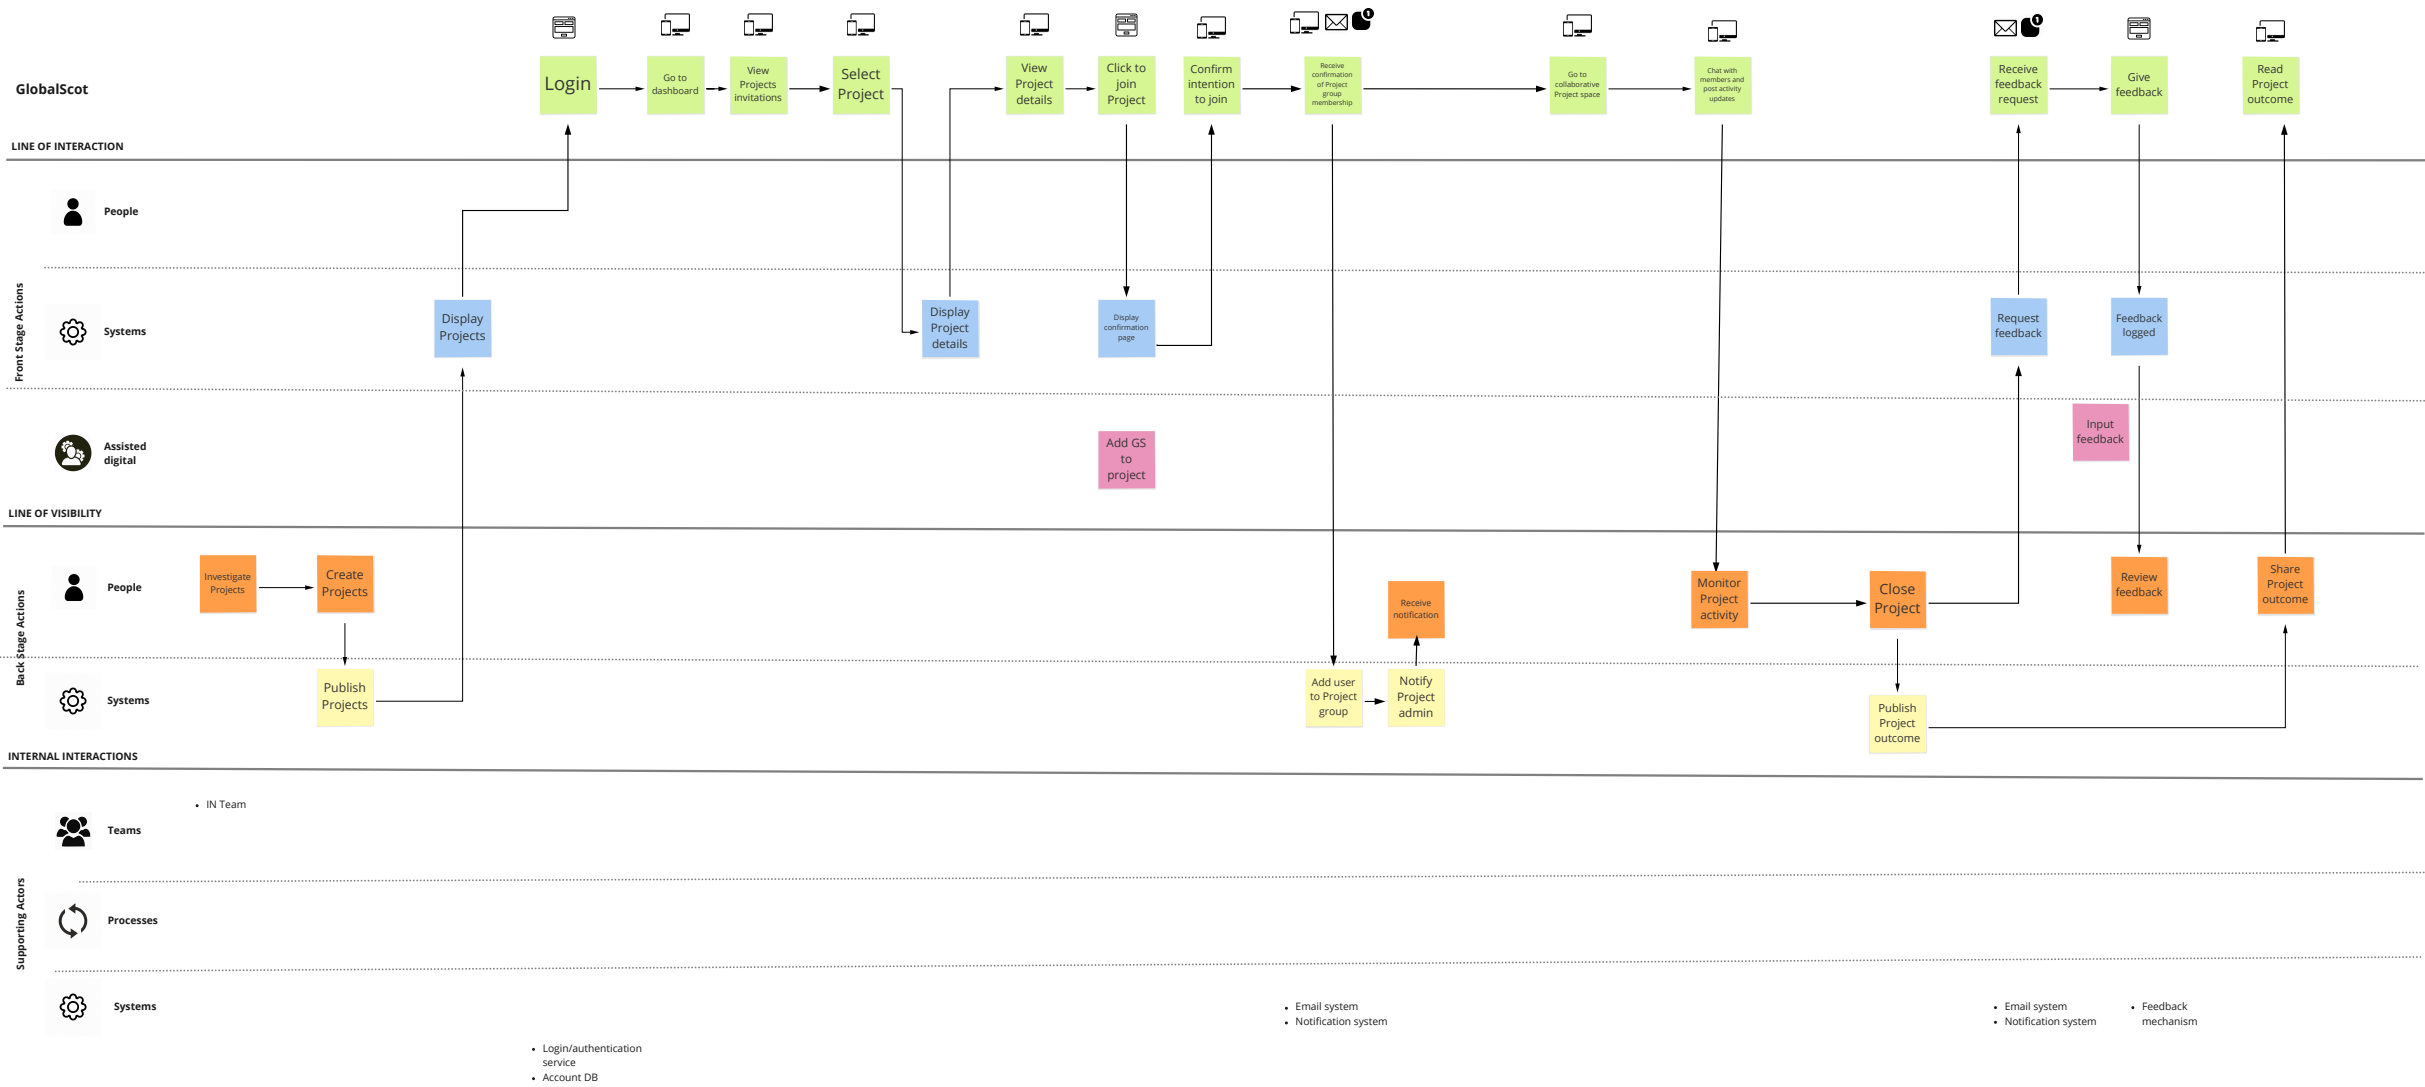 1
1
GlobalScot
Login
Go to
dashboard
View
Projects
invitations
Select
Project
View
Project
details
Click to
join
Project
Confirm
intention
to join
Receive
confirmation
of Project
group
membership
Go to
collaborative
Project space
Chat with
members and
post activity
updates
Receive
feedback
request
Give
feedback
Read
Project
outcome
LINE OF INTERACTION
Front Stage Actions
People
Systems
Display
Projects
Display
Project
details
Display
confirmation
page
Request
feedback
Feedback
logged
Assisted
digital
Add GS
to
project
Input
feedback
LINE OF VISIBILITY
Back Stage Actions
People
Investigate
Projects
Create
Projects
Receive
notification
Monitor
Project
activity
Close
Project
Review
feedback
Share
Project
outcome
Systems
Publish
Projects
Add user
to Project
group
Notify
Project
admin
Publish
Project
outcome
INTERNAL INTERACTIONS
Supporting Actors
Teams
• IN Team
Processes
Systems
• Login/authentication
service
• Account DB
• Email system
• Notification system
• Email system
• Notification system
• Feedback
mechanism